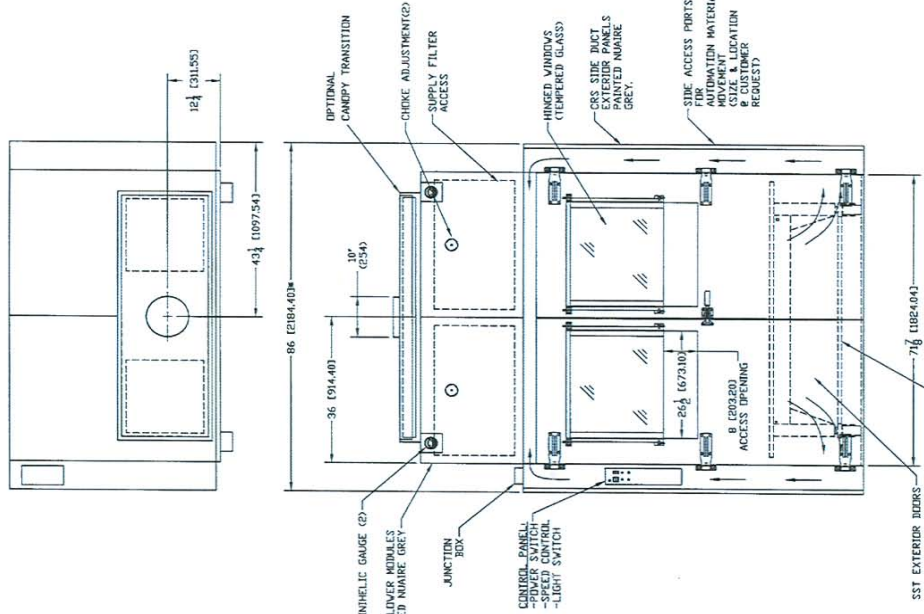 12¼ [311.55]
43¼ [1097.54]
86 [2184.40]*
10"
(254)
36 [914.40]
OPTIONAL
CANOPY TRANSITION
CHOKE ADJUSTMENT(2)
SUPPLY FILTER
ACCESS
HINGED WINDOWS
(TEMPERED GLASS)
CRS SIDE DUCT
EXTERIOR PANELS
PAINTED NUAIRE
GREY.
SIDE ACCESS PORTS
FOR
AUTOMATION MATERIA
MOVEMENT
(SIZE & LOCATION
@ CUSTOMER
REQUEST)
INIHELIC GAUGE (2)
LOWER MODULES
ED NUAIRE GREY
JUNCTION
BOX
CONTROL PANEL:
-POWER SWITCH
-SPEED CONTROL
-LIGHT SWITCH
26½ [673.10]
8 [203.20]
ACCESS OPENING
71⅞ [1824.04]
SST EXTERIOR DOORS